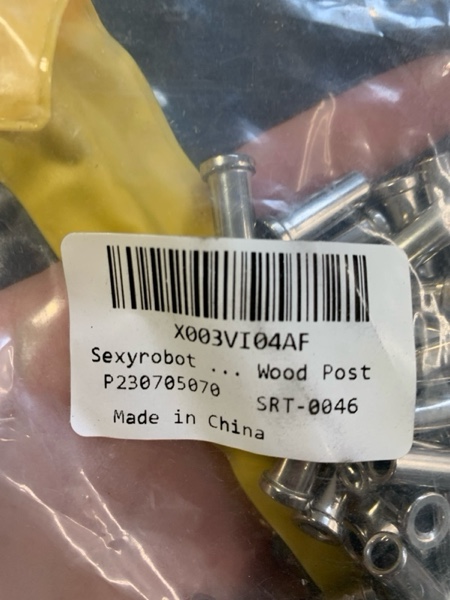 X003VI04AF
Sexyrobot ... Wood Post
P230705070 SRT-0046
Made in China